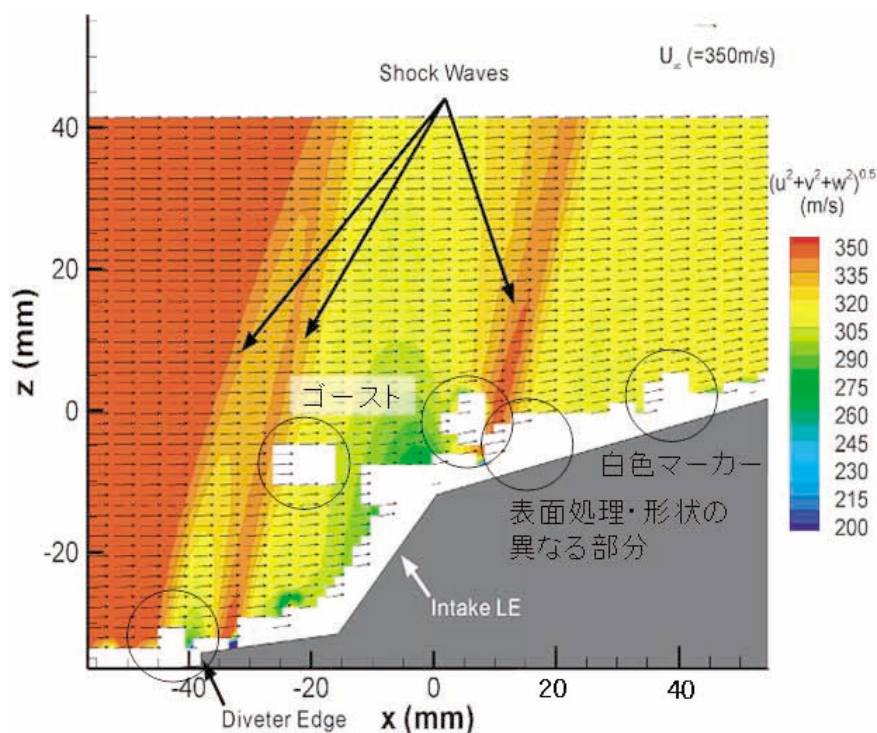 U∞ (=350m/s)
Shock Waves
40
20
0
-20
z (mm)
(u²+v²+w²)^0.5
(m/s)
350
335
320
305
290
275
260
245
230
215
200
ゴースト
白色マーカー
表面処理・形状の
異なる部分
Intake LE
-40
-20
0
20
40
Diveter Edge
x (mm)